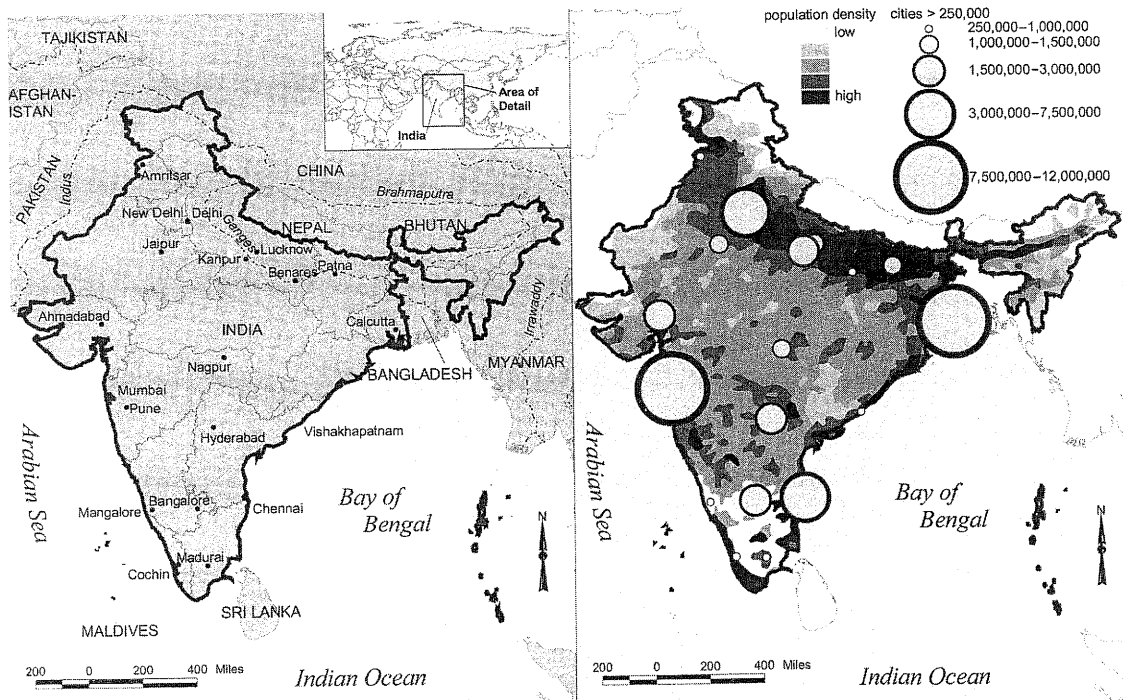 TAJIKISTAN
AFGHAN-
ISTAN
PAKISTAN
Indus
Area of
Detail
India
CHINA
Brahmaputra
Amritsar
New Delhi
Delhi
Ganges
NEPAL
BHUTAN
Jaipur
Lucknow
Kanpur
Patna
Benares
Ahmadabad
INDIA
Calcutta
Irrawaddy
Nagpur
BANGLADESH
MYANMAR
Mumbai
Pune
Hyderabad
Vishakhapatnam
Arabian Sea
Bay of
Bengal
Mangalore
Bangalore
Chennai
N
Madurai
Cochin
SRI LANKA
MALDIVES
200 0 200 400 Miles
Indian Ocean
population density
low
high
cities > 250,000
250,000–1,000,000
1,000,000–1,500,000
1,500,000–3,000,000
3,000,000–7,500,000
7,500,000–12,000,000
Arabian Sea
Bay of
Bengal
N
200 0 200 400 Miles
Indian Ocean